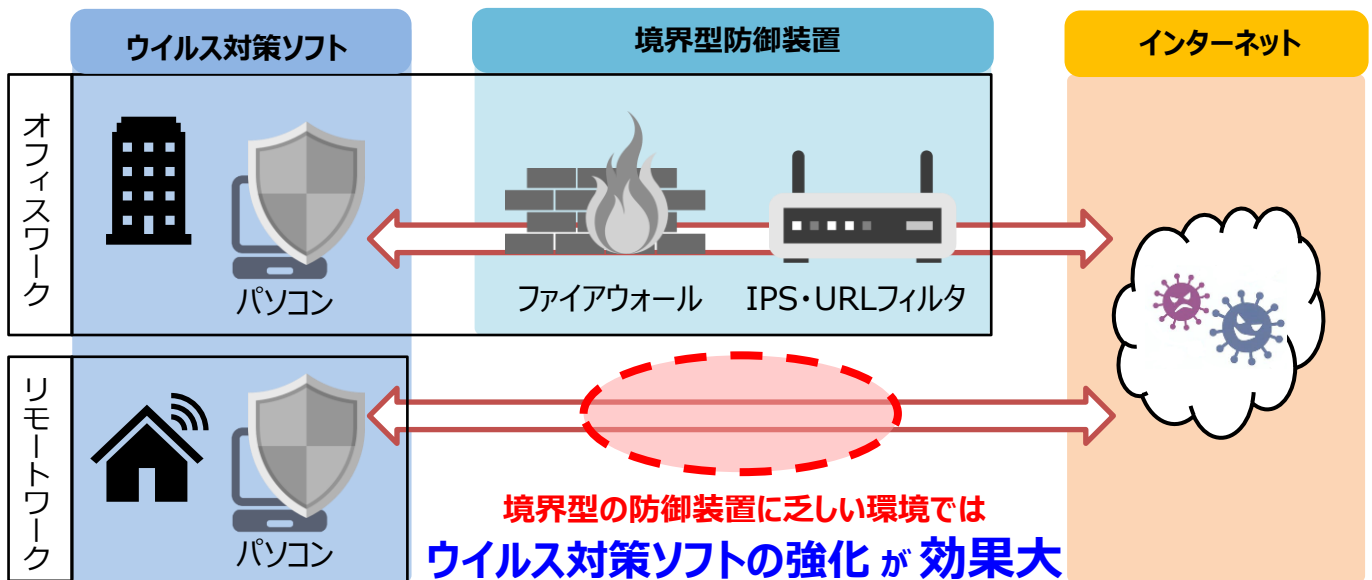 ウイルス対策ソフト
境界型防御装置
インターネット
オフィスワーク
パソコン
ファイアウォール
IPS・URLフィルタ
リモートワーク
パソコン
境界型の防御装置に乏しい環境では
ウイルス対策ソフトの強化 が 効果大